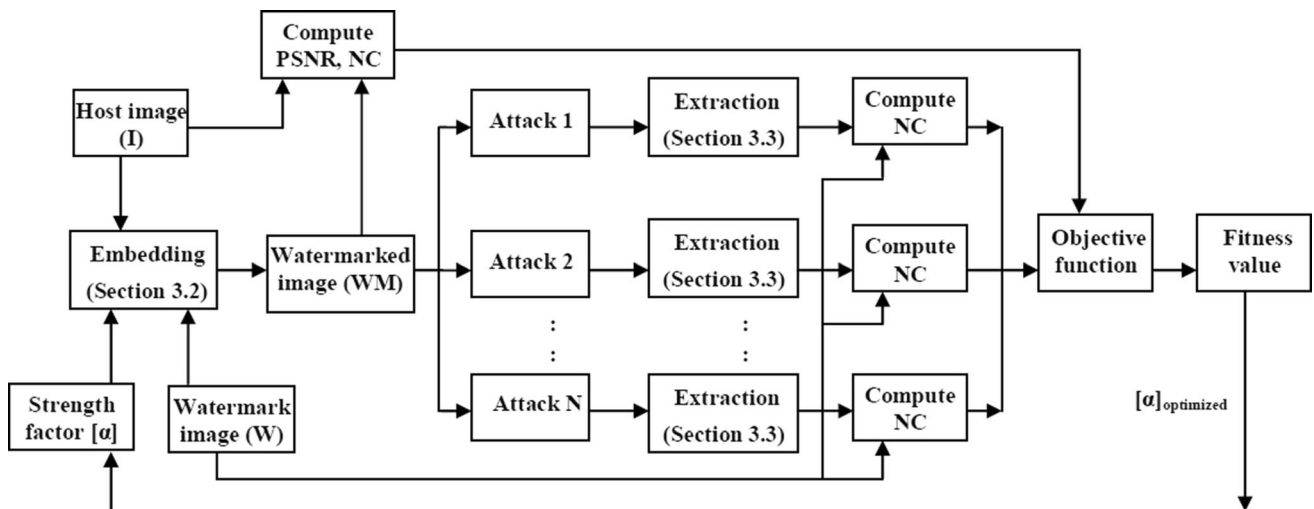 Compute
PSNR, NC
Host image
(I)
Attack 1
Extraction
(Section 3.3)
Compute
NC
Embedding
(Section 3.2)
Watermarked
image (WM)
Attack 2
Extraction
(Section 3.3)
Compute
NC
Objective
function
Fitness
value
:
:
:
:
Strength
factor [α]
Watermark
image (W)
Attack N
Extraction
(Section 3.3)
Compute
NC
[α]optimized